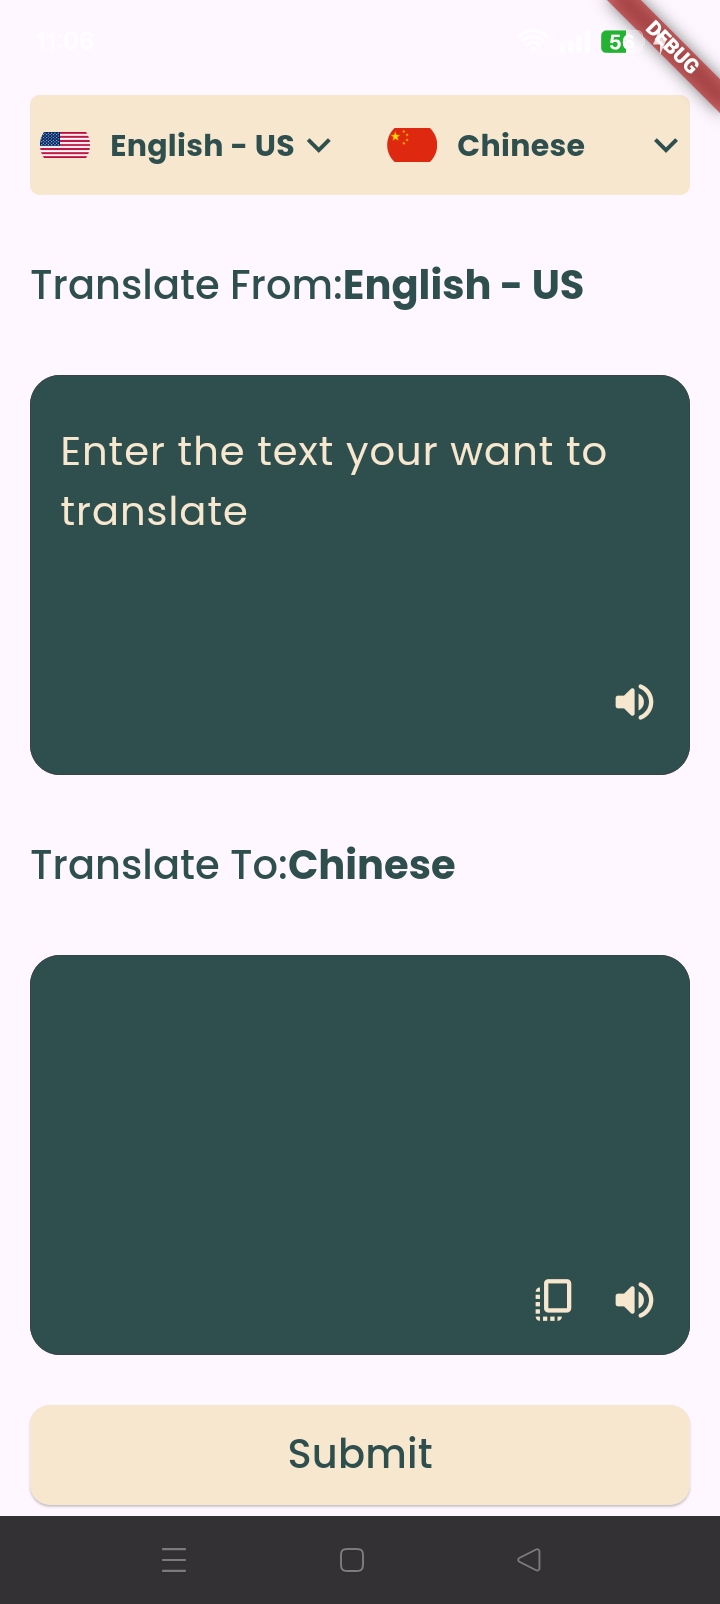 11:06
56
DEBUG
English - US
Chinese
Translate From:English - US
Enter the text your want to
translate
Translate To:Chinese
Submit